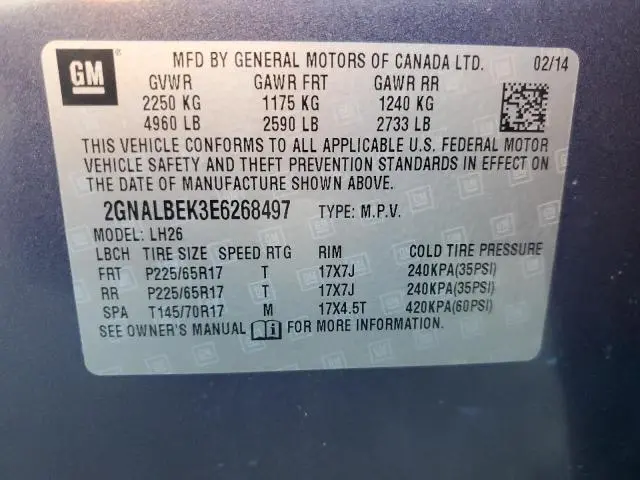 GM
MFD BY GENERAL MOTORS OF CANADA LTD. 02/14
GVWR GAWR FRT GAWR RR
2250 KG 1175 KG 1240 KG
4960 LB 2590 LB 2733 LB
THIS VEHICLE CONFORMS TO ALL APPLICABLE U.S. FEDERAL MOTOR
VEHICLE SAFETY AND THEFT PREVENTION STANDARDS IN EFFECT ON
THE DATE OF MANUFACTURE SHOWN ABOVE.
2GNALBEK3E6268497 TYPE: M.P.V.
MODEL: LH26
LBCH TIRE SIZE SPEED RTG RIM COLD TIRE PRESSURE
FRT P225/65R17 T 17X7J 240KPA(35PSI)
RR P225/65R17 T 17X7J 240KPA(35PSI)
SPA T145/70R17 M 17X4.5T 420KPA(60PSI)
SEE OWNER'S MANUAL i FOR MORE INFORMATION.